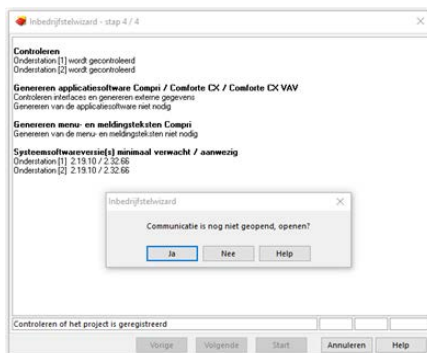 Inbedrijfstelwizard - stap 4 / 4
Controleren
Onderstation [1] wordt gecontroleerd
Onderstation [2] wordt gecontroleerd
Genereren applicatiesoftware Compri / Comforte CX / Comforte CX VAV
Controleren interfaces en genereren externe gegevens
Genereren van de applicatiesoftware niet nodig
Genereren menu- en meldingsteksten Compri
Genereren van de menu- en meldingsteksten niet nodig
Systeemsoftwareversie(s) minimaal verwacht / aanwezig
Onderstation [1] 2.19.10 / 2.32.66
Onderstation [2] 2.19.10 / 2.32.66
Inbedrijfstelwizard
Communicatie is nog niet geopend, openen?
Ja Nee Help
Controleren of het project is geregistreerd
Vorige Volgende Start Annuleren Help